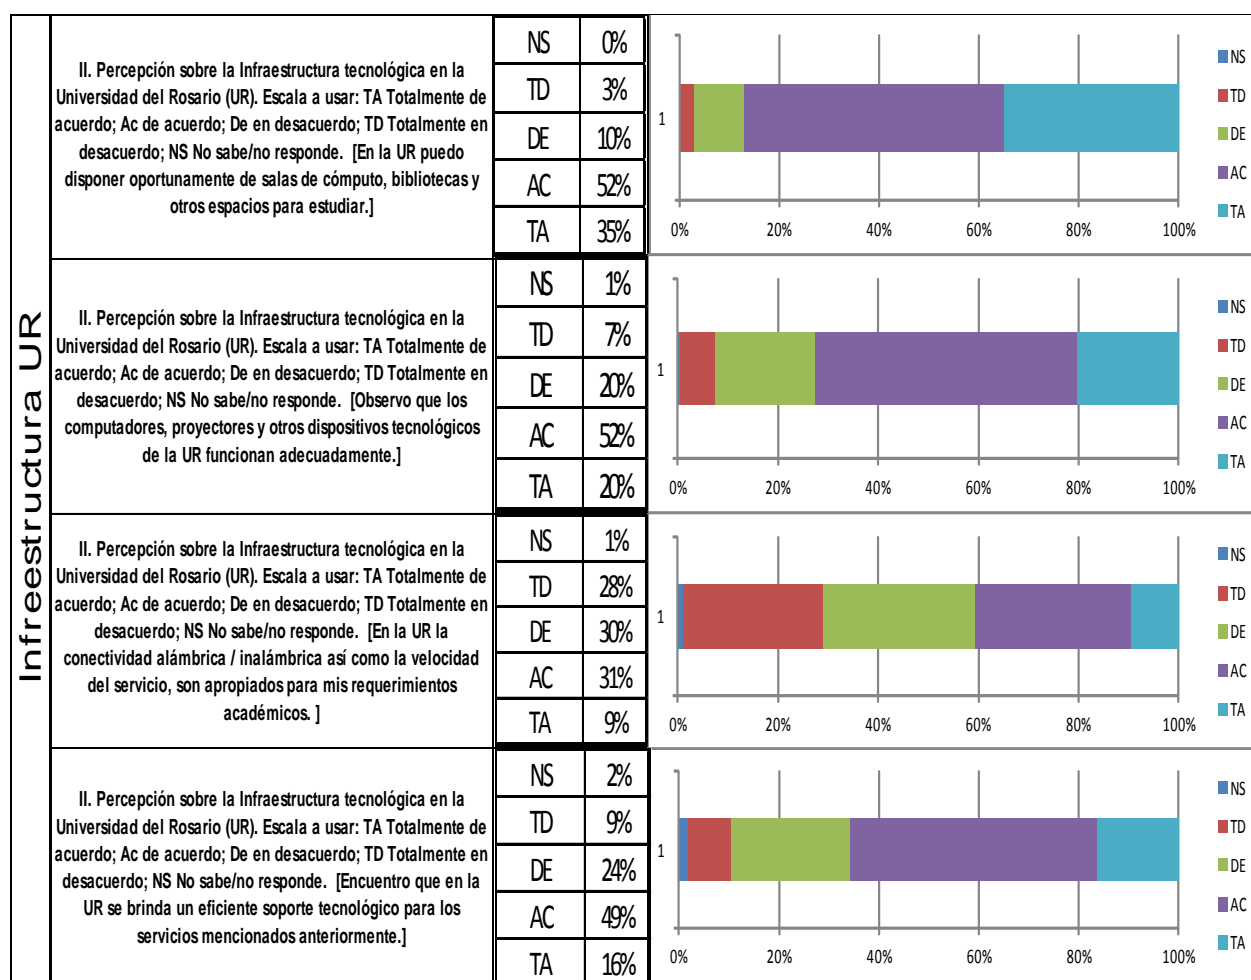 Infreestructura UR
II. Percepción sobre la Infraestructura tecnológica en la
Universidad del Rosario (UR). Escala a usar: TA Totalmente de
acuerdo; Ac de acuerdo; De en desacuerdo; TD Totalmente en
desacuerdo; NS No sabe/no responde. [En la UR puedo
disponer oportunamente de salas de cómputo, bibliotecas y
otros espacios para estudiar.]
NS 0%
TD 3%
DE 10%
AC 52%
TA 35%
1
0% 20% 40% 60% 80% 100%
NS
TD
DE
AC
TA
II. Percepción sobre la Infraestructura tecnológica en la
Universidad del Rosario (UR). Escala a usar: TA Totalmente de
acuerdo; Ac de acuerdo; De en desacuerdo; TD Totalmente en
desacuerdo; NS No sabe/no responde. [Observo que los
computadores, proyectores y otros dispositivos tecnológicos
de la UR funcionan adecuadamente.]
NS 1%
TD 7%
DE 20%
AC 52%
TA 20%
1
0% 20% 40% 60% 80% 100%
NS
TD
DE
AC
TA
II. Percepción sobre la Infraestructura tecnológica en la
Universidad del Rosario (UR). Escala a usar: TA Totalmente de
acuerdo; Ac de acuerdo; De en desacuerdo; TD Totalmente en
desacuerdo; NS No sabe/no responde. [En la UR la
conectividad alámbrica / inalámbrica así como la velocidad
del servicio, son apropiados para mis requerimientos
académicos. ]
NS 1%
TD 28%
DE 30%
AC 31%
TA 9%
1
0% 20% 40% 60% 80% 100%
NS
TD
DE
AC
TA
II. Percepción sobre la Infraestructura tecnológica en la
Universidad del Rosario (UR). Escala a usar: TA Totalmente de
acuerdo; Ac de acuerdo; De en desacuerdo; TD Totalmente en
desacuerdo; NS No sabe/no responde. [Encuentro que en la
UR se brinda un eficiente soporte tecnológico para los
servicios mencionados anteriormente.]
NS 2%
TD 9%
DE 24%
AC 49%
TA 16%
1
0% 20% 40% 60% 80% 100%
NS
TD
DE
AC
TA